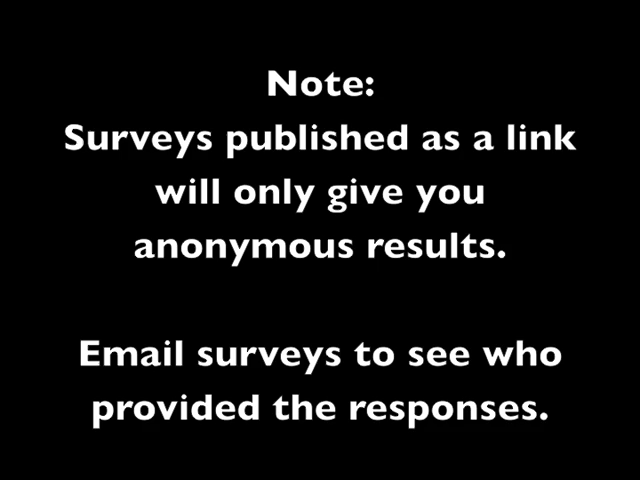 Note:
Surveys published as a link
will only give you
anonymous results.
Email surveys to see who
provided the responses.